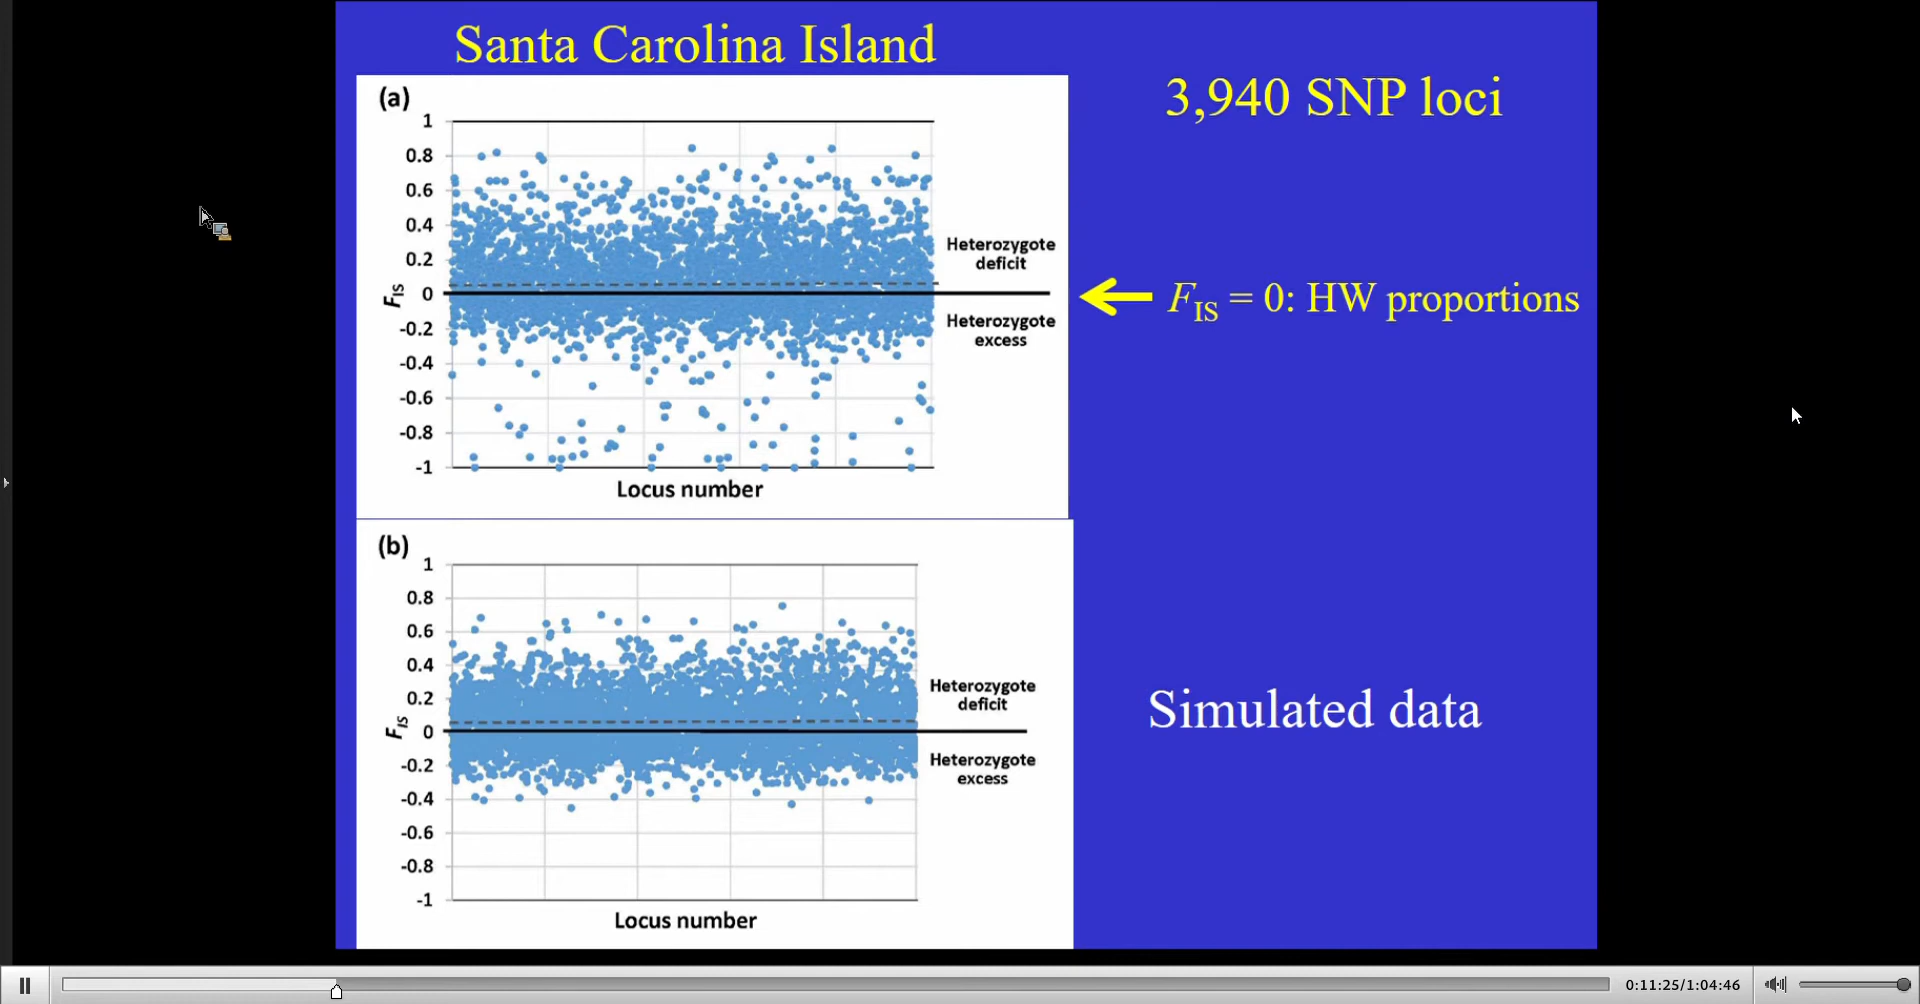 Santa Carolina Island
3,940 SNP loci
(a)
1
0.8
0.6
0.4
0.2
0
-0.2
-0.4
-0.6
-0.8
-1
FIS
Heterozygote
deficit
Heterozygote
excess
Locus number
FIS = 0: HW proportions
(b)
1
0.8
0.6
0.4
0.2
0
-0.2
-0.4
-0.6
-0.8
-1
FIS
Heterozygote
deficit
Heterozygote
excess
Locus number
Simulated data
0:11:25/1:04:46